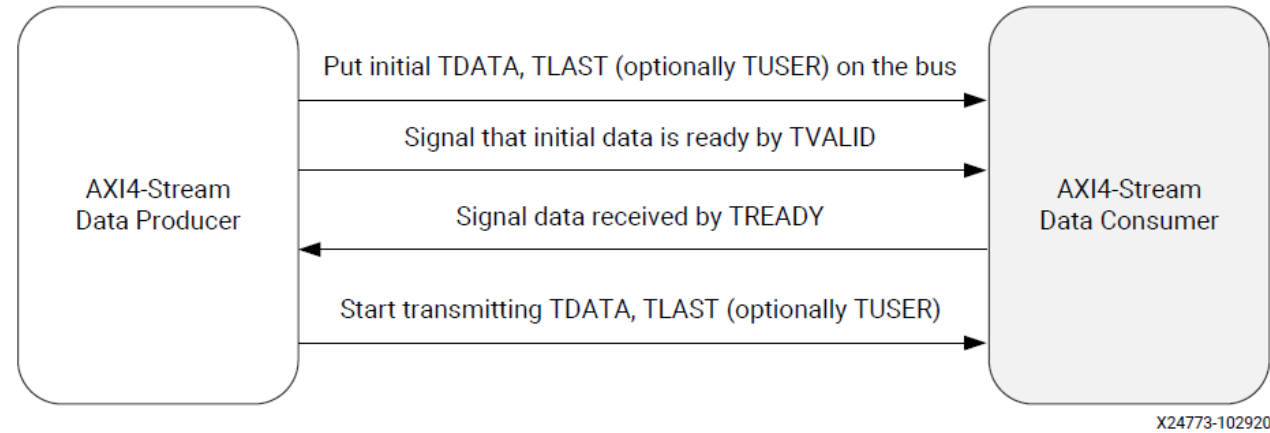 Put initial TDATA, TLAST (optionally TUSER) on the bus
Signal that initial data is ready by TVALID
AXI4-Stream
Data Producer
Signal data received by TREADY
AXI4-Stream
Data Consumer
Start transmitting TDATA, TLAST (optionally TUSER)
X24773-102920